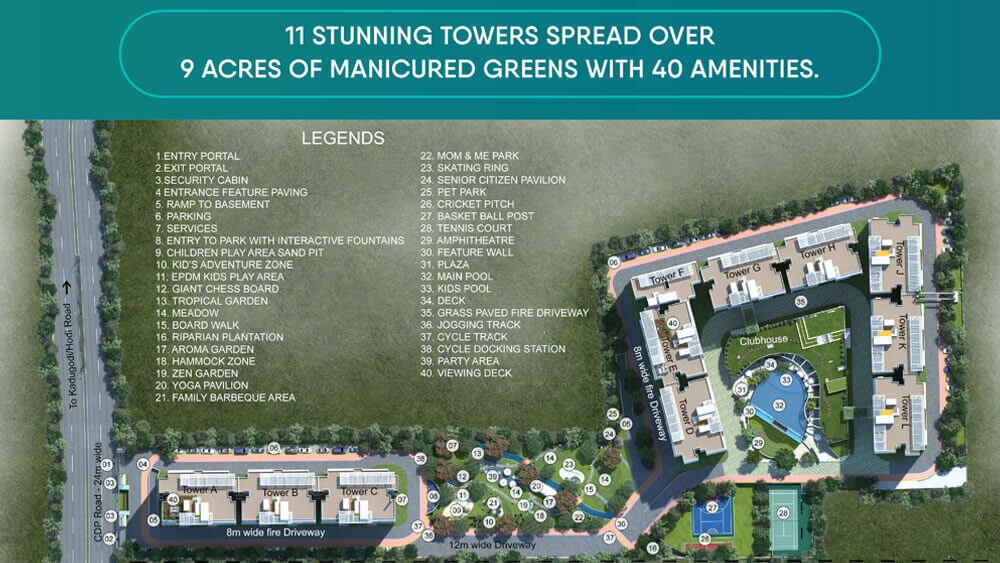 11 STUNNING TOWERS SPREAD OVER
9 ACRES OF MANICURED GREENS WITH 40 AMENITIES.
LEGENDS
1.ENTRY PORTAL
2.EXIT PORTAL
3.SECURITY CABIN
4 ENTRANCE FEATURE PAVING
5. RAMP TO BASEMENT
6. PARKING
7. SERVICES
8. ENTRY TO PARK WITH INTERACTIVE FOUNTAINS
9. CHILDREN PLAY AREA SAND PIT
10. KID'S ADVENTURE ZONE
11. EPDM KIDS PLAY AREA
12. GIANT CHESS BOARD
13. TROPICAL GARDEN
14. MEADOW
15. BOARD WALK
16. RIPARIAN PLANTATION
17. AROMA GARDEN
18. HAMMOCK ZONE
19. ZEN GARDEN
20. YOGA PAVILION
21. FAMILY BARBEQUE AREA
22. MOM & ME PARK
23. SKATING RING
24. SENIOR CITIZEN PAVILION
25. PET PARK
26. CRICKET PITCH
27. BASKET BALL POST
28. TENNIS COURT
29. AMPHITHEATRE
30. FEATURE WALL
31. PLAZA
32. MAIN POOL
33. KIDS POOL
34. DECK
35. GRASS PAVED FIRE DRIVEWAY
36. JOGGING TRACK
37. CYCLE TRACK
38. CYCLE DOCKING STATION
39. PARTY AREA
40. VIEWING DECK
To Kadugodi/Hodi Road
CDP Road - 24m wide
Tower A
Tower B
Tower C
8m wide fire Driveway
12m wide Driveway
8m wide fire Driveway
Tower D
Tower E
Tower F
Tower G
Tower H
Tower J
Tower K
Tower L
Clubhouse
01
03
03
02
04
05
06
40
07
38
06
37
36
07
13
12
39
11
09
10
14
19
23
15
14
17
20
16
36
37
16
24
25
05
06
40
35
34
33
32
31
30
29
27
26
28